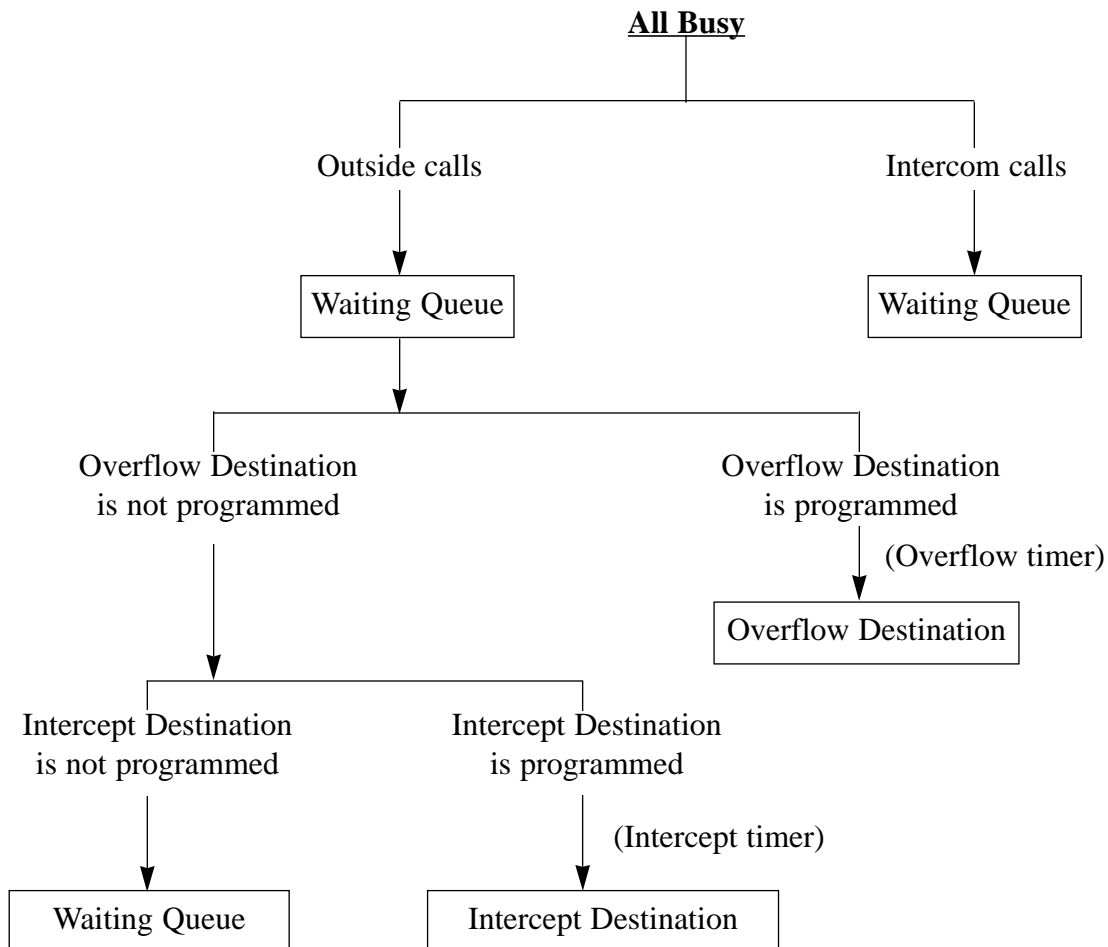 All Busy
Outside calls
Intercom calls
Waiting Queue
Waiting Queue
Overflow Destination
is not programmed
Overflow Destination
is programmed
(Overflow timer)
Overflow Destination
Intercept Destination
is not programmed
Intercept Destination
is programmed
(Intercept timer)
Waiting Queue
Intercept Destination